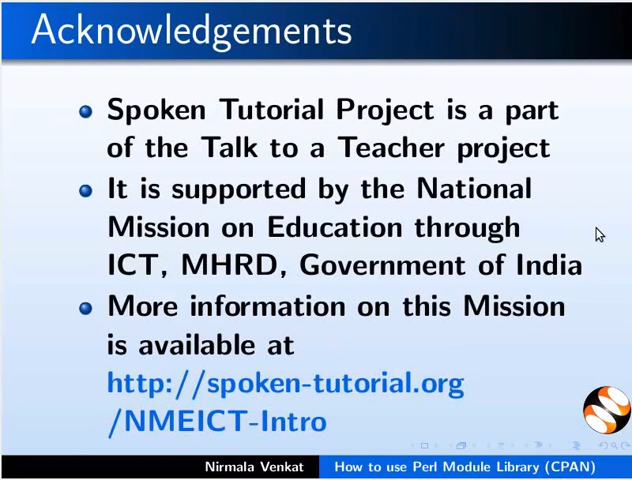 Acknowledgements
Spoken Tutorial Project is a part
of the Talk to a Teacher project
It is supported by the National
Mission on Education through
ICT, MHRD, Government of India
More information on this Mission
is available at
http://spoken-tutorial.org
/NMEICT-Intro
Nirmala Venkat How to use Perl Module Library (CPAN)